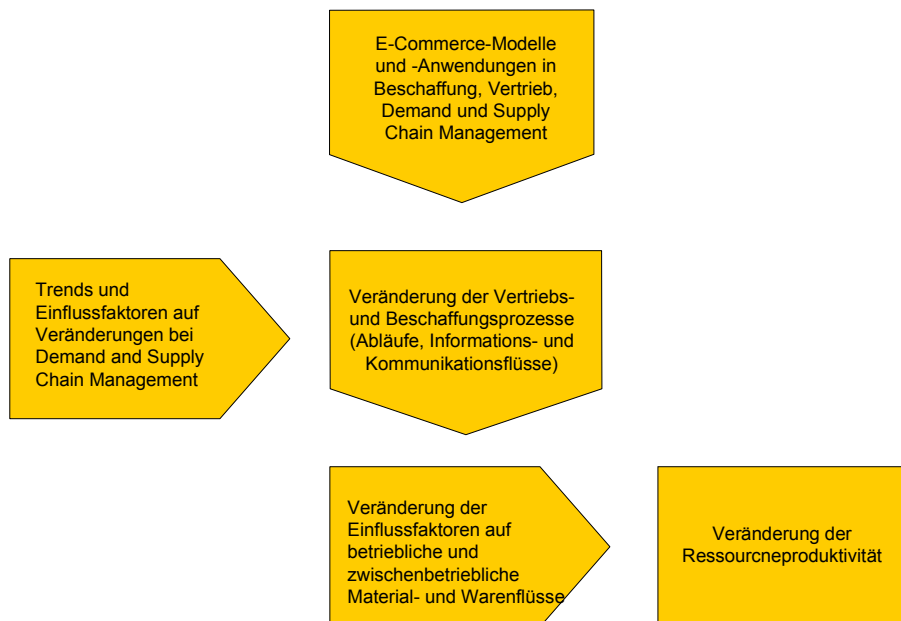 E-Commerce-Modelle
und -Anwendungen in
Beschaffung, Vertrieb,
Demand und Supply
Chain Management
Trends und
Einflussfaktoren auf
Veränderungen bei
Demand and Supply
Chain Management
Veränderung der Vertriebs-
und Beschaffungsprozesse
(Abläufe, Informations- und
Kommunikationsflüsse)
Veränderung der
Einflussfaktoren auf
betriebliche und
zwischenbetriebliche
Material- und Warenflüsse
Veränderung der
Ressourcneproduktivität